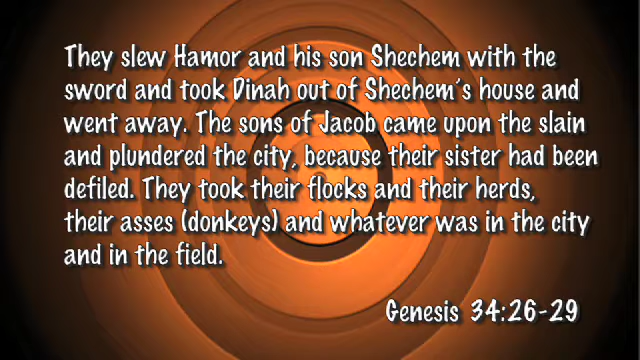 They slew Hamor and his son Shechem with the
sword and took Dinah out of Shechem's house and
went away. The sons of Jacob came upon the slain
and plundered the city, because their sister had been
defiled. They took their flocks and their herds,
their asses (donkeys) and whatever was in the city
and in the field.
Genesis 34:26-29